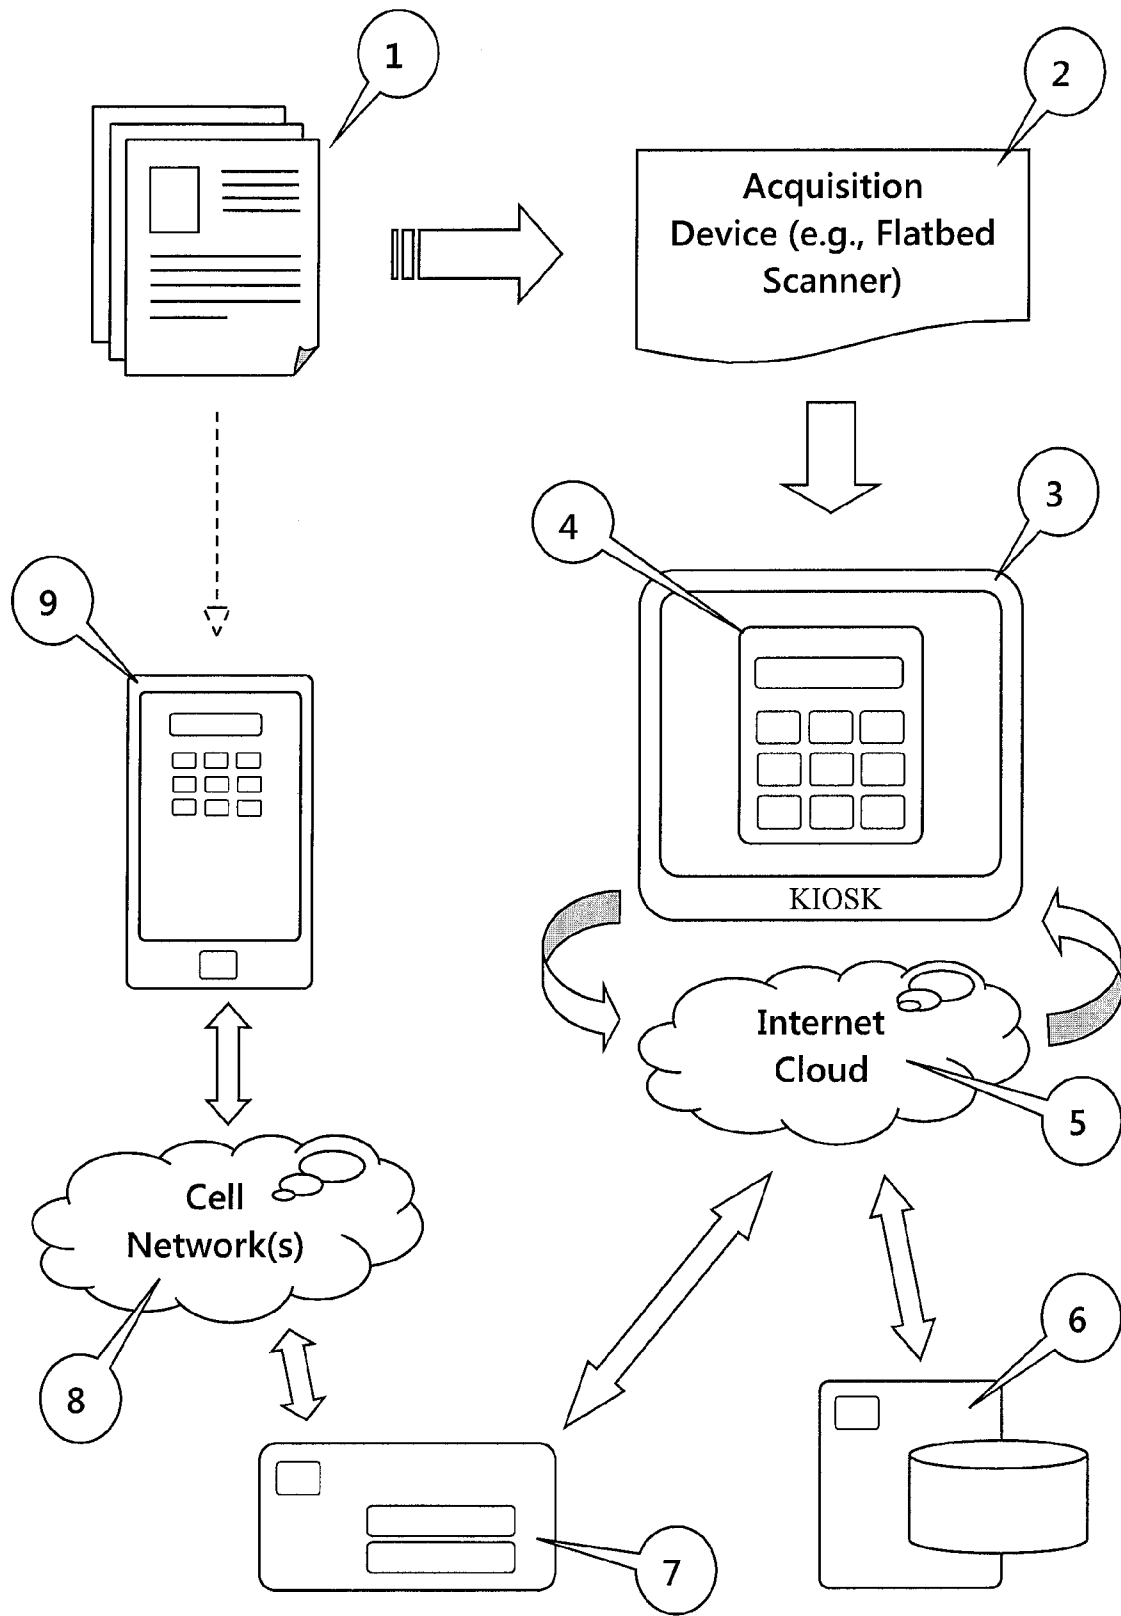 1
2
Acquisition
Device (e.g., Flatbed
Scanner)
3
4
9
KIOSK
Internet
Cloud
5
Cell
Network(s)
6
8
7